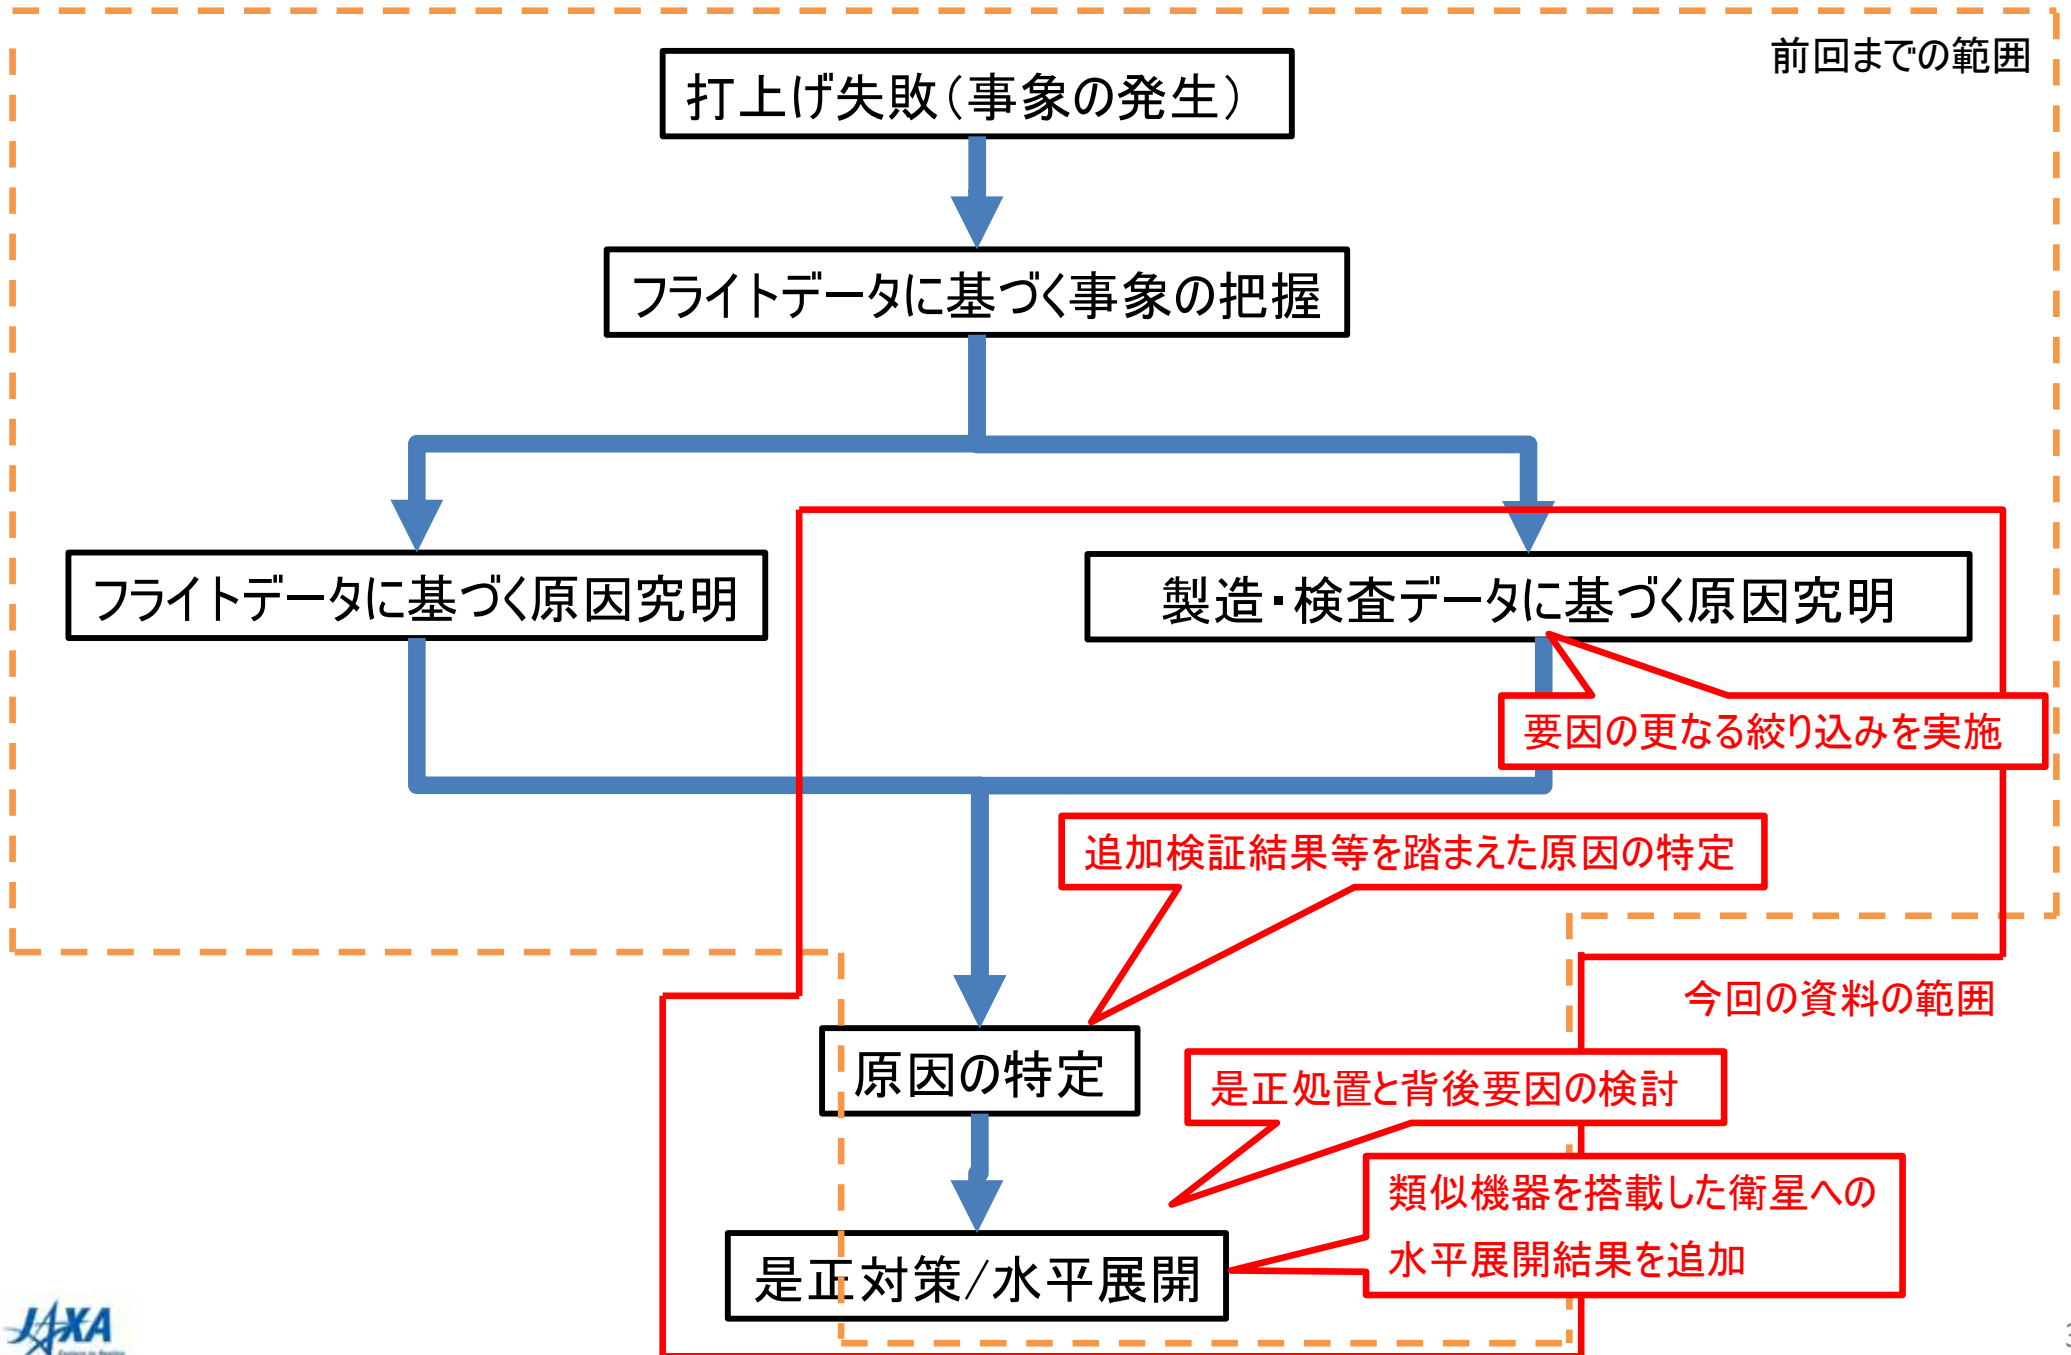 前回までの範囲
打上げ失敗（事象の発生）
フライトデータに基づく事象の把握
フライトデータに基づく原因究明
製造・検査データに基づく原因究明
要因の更なる絞り込みを実施
追加検証結果等を踏まえた原因の特定
今回の資料の範囲
原因の特定
是正処置と背後要因の検討
類似機器を搭載した衛星への
水平展開結果を追加
是正対策/水平展開
JAXA